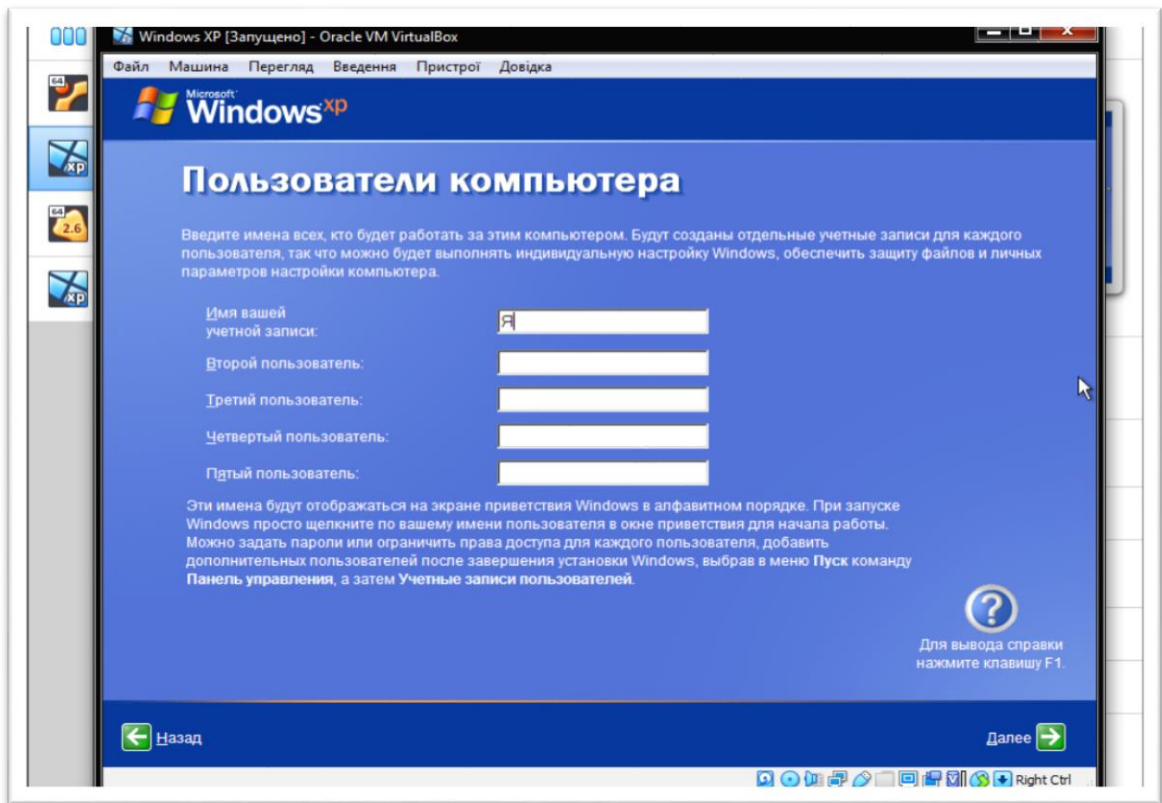 Windows XP [Запущено] - Oracle VM VirtualBox
Файл Машина Перегляд Введення Пристрої Довідка
Microsoft
Windows xp
64
xp
64
2.6
xp
Пользователи компьютера
Введите имена всех, кто будет работать за этим компьютером. Будут созданы отдельные учетные записи для каждого
пользователя, так что можно будет выполнять индивидуальную настройку Windows, обеспечить защиту файлов и личных
параметров настройки компьютера.
Имя вашей
учетной записи:
Я
Второй пользователь:
Третий пользователь:
Четвертый пользователь:
Пятый пользователь:
Эти имена будут отображаться на экране приветствия Windows в алфавитном порядке. При запуске
Windows просто щелкните по вашему имени пользователя в окне приветствия для начала работы.
Можно задать пароли или ограничить права доступа для каждого пользователя, добавить
дополнительных пользователей после завершения установки Windows, выбрав в меню Пуск команду
Панель управления, а затем Учетные записи пользователей.
Для вывода справки
нажмите клавишу F1.
Назад
Далее
Right Ctrl